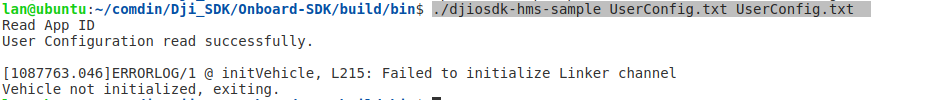 lan@ubuntu:~/comdin/Dji_SDK/Onboard-SDK/build/bin$ ./djiosdk-hms-sample UserConfig.txt UserConfig.txt
Read App ID
User Configuration read successfully.
[1087763.046]ERRORLOG/1 @ initVehicle, L215: Failed to initialize Linker channel
Vehicle not initialized, exiting.